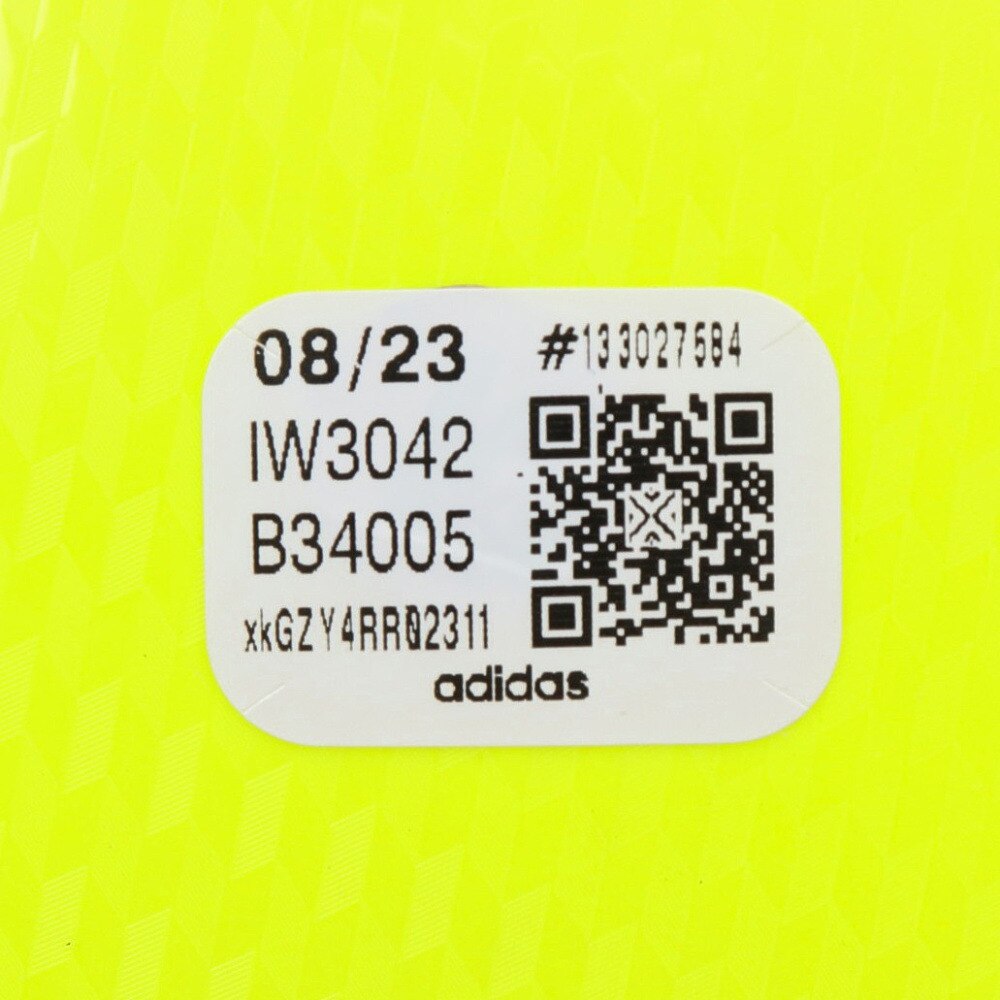 08/23
#133027584
IW3042
B34005
xkGZY4RR02311
adidas